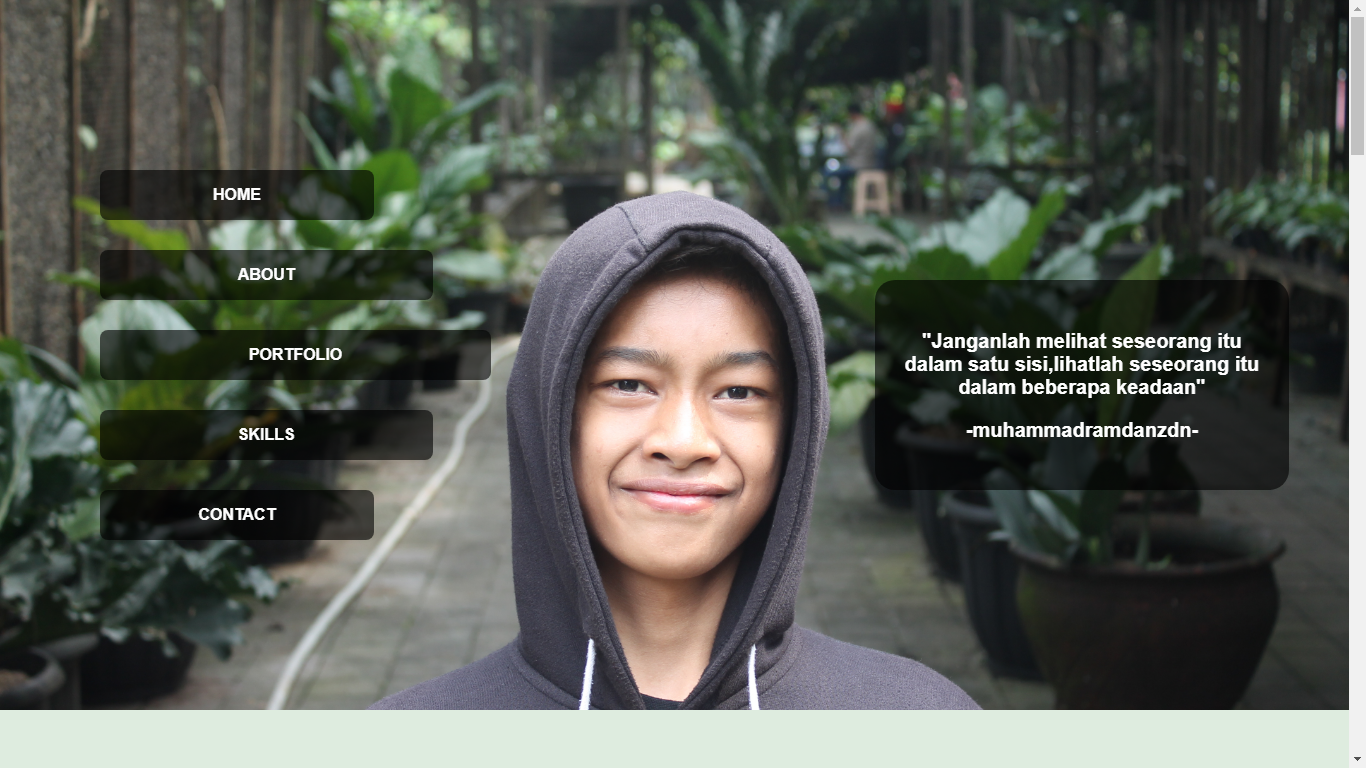 HOME
ABOUT
PORTFOLIO
SKILLS
CONTACT
"Janganlah melihat seseorang itu
dalam satu sisi,lihatlah seseorang itu
dalam beberapa keadaan"
-muhammadramdanzdn-